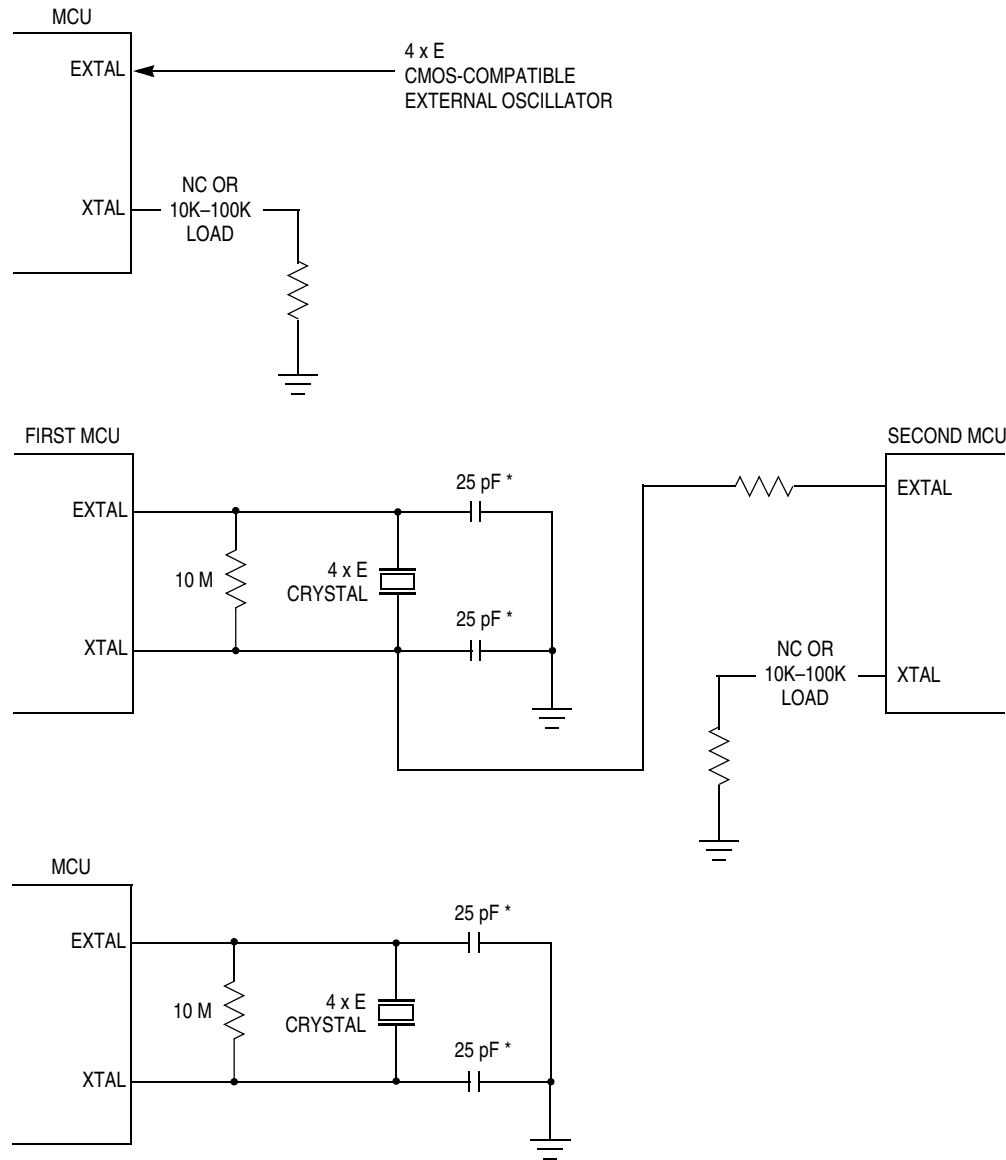 MCU
EXTAL
4 x E
CMOS-COMPATIBLE
EXTERNAL OSCILLATOR
XTAL
NC OR
10K–100K
LOAD
FIRST MCU
SECOND MCU
EXTAL
25 pF *
EXTAL
10 M
4 x E
CRYSTAL
25 pF *
XTAL
NC OR
10K–100K
LOAD
XTAL
MCU
EXTAL
25 pF *
10 M
4 x E
CRYSTAL
25 pF *
XTAL